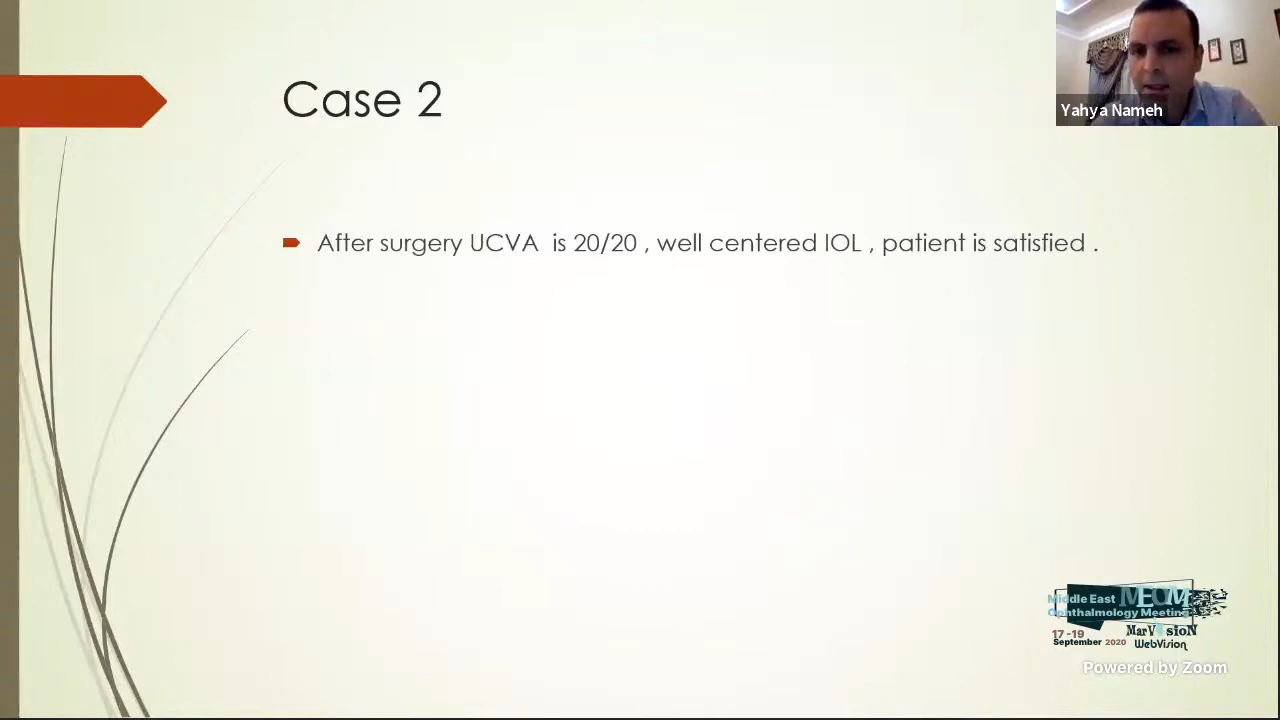 Case 2
Yahya Nameh
After surgery UCVA is 20/20 , well centered IOL , patient is satisfied .
Middle East MEOM
Ophthalmology Meeting
17-19
September 2020
MarVisioN
WebVision
Powered by Zoom